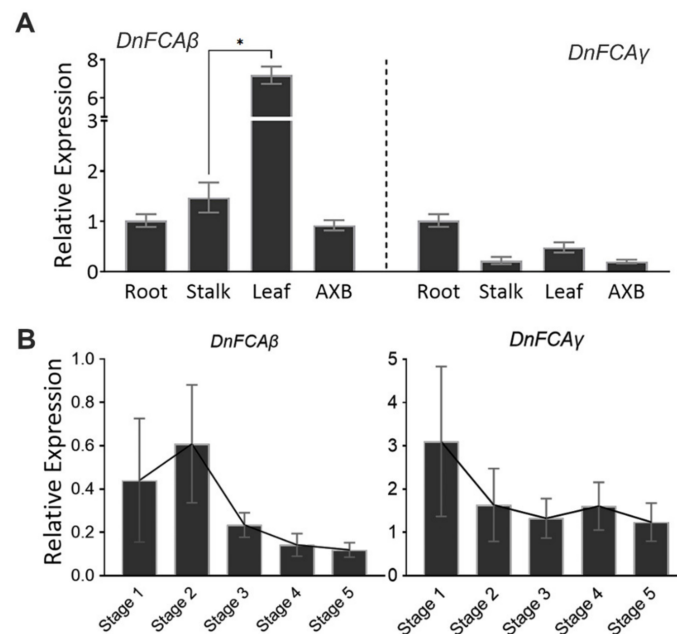 A
DnFCAβ
DnFCAγ
*
Relative Expression
8
6
3
2
1
0
Root Stalk Leaf AXB
Root Stalk Leaf AXB
B
DnFCAβ
DnFCAγ
Relative Expression
1.0
0.8
0.6
0.4
0.2
0.0
Stage 1
Stage 2
Stage 3
Stage 4
Stage 5
5
4
3
2
1
0
Stage 1
Stage 2
Stage 3
Stage 4
Stage 5